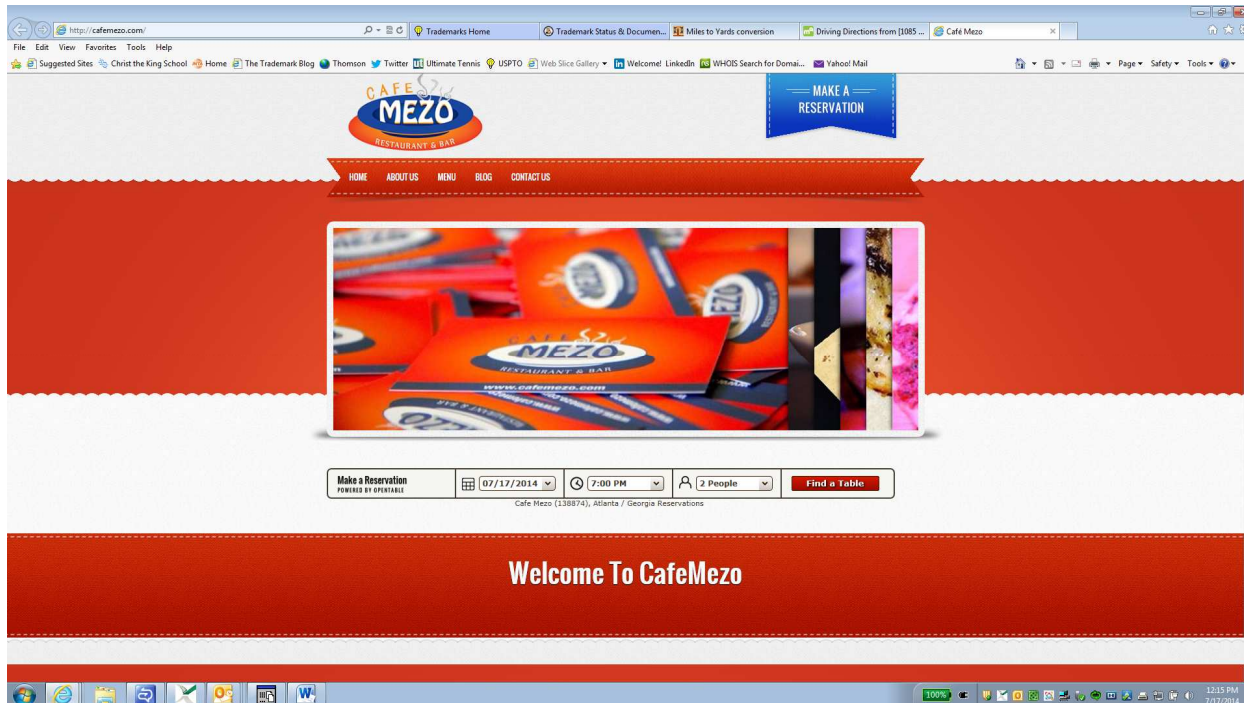 http://cafemezo.com/
Trademarks Home
Trademark Status & Documen...
Miles to Yards conversion
Driving Directions from [1085 ...
Café Mezo
File Edit View Favorites Tools Help
Suggested Sites Christ the King School Home The Trademark Blog Thomson Twitter Ultimate Tennis USPTO Web Slice Gallery Welcome! LinkedIn WHOIS Search for Domai... Yahoo! Mail Page Safety Tools
CAFE
MEZO
RESTAURANT & BAR
MAKE A
RESERVATION
HOME ABOUT US MENU BLOG CONTACT US
MEZO
CAFE
MEZO
RESTAURANT & BAR
www.cafemezo.com
Make a Reservation
POWERED BY OPENTABLE
07/17/2014
7:00 PM
2 People
Find a Table
Cafe Mezo (138874), Atlanta / Georgia Reservations
Welcome To CafeMezo
100%
12:15 PM
7/17/2014